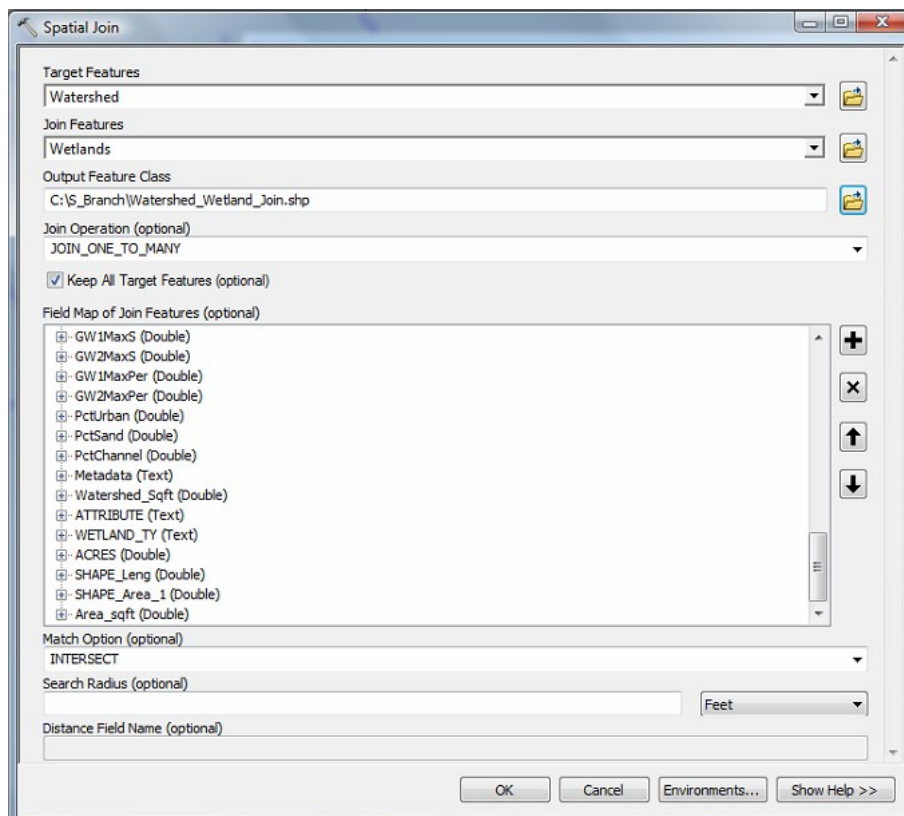 Spatial Join
Target Features
Watershed
Join Features
Wetlands
Output Feature Class
C:\S_Branch\Watershed_Wetland_Join.shp
Join Operation (optional)
JOIN_ONE_TO_MANY
Keep All Target Features (optional)
Field Map of Join Features (optional)
GW1MaxS (Double)
GW2MaxS (Double)
GW1MaxPer (Double)
GW2MaxPer (Double)
PctUrban (Double)
PctSand (Double)
PctChannel (Double)
Metadata (Text)
Watershed_Sqft (Double)
ATTRIBUTE (Text)
WETLAND_TY (Text)
ACRES (Double)
SHAPE_Leng (Double)
SHAPE_Area_1 (Double)
Area_sqft (Double)
Match Option (optional)
INTERSECT
Search Radius (optional)
Feet
Distance Field Name (optional)
OK Cancel Environments... Show Help >>